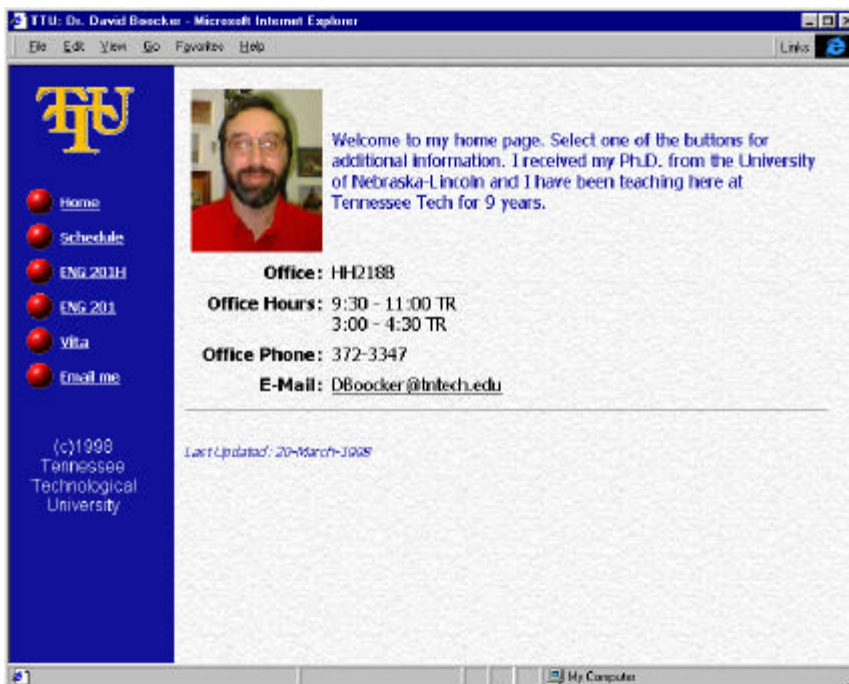 TTU: Dr. David Boocker - Microsoft Internet Explorer
File Edit View Go Favorites Help
Links
TTU
Home
Schedule
ENG 201H
ENG 201
Vita
Email me
(c)1998
Tennessee
Technological
University
Welcome to my home page. Select one of the buttons for
additional information. I received my Ph.D. from the University
of Nebraska-Lincoln and I have been teaching here at
Tennessee Tech for 9 years.
Office: HH218B
Office Hours: 9:30 - 11:00 TR
3:00 - 4:30 TR
Office Phone: 372-3347
E-Mail: DBoocker@tntech.edu
Last Updated: 20-March-1998
My Computer